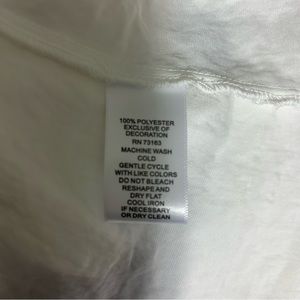 100% POLYESTER
EXCLUSIVE OF
DECORATION
RN 73163
MACHINE WASH
COLD
GENTLE CYCLE
WITH LIKE COLORS
DO NOT BLEACH
RESHAPE AND
DRY FLAT
COOL IRON
IF NECESSARY
OR DRY CLEAN